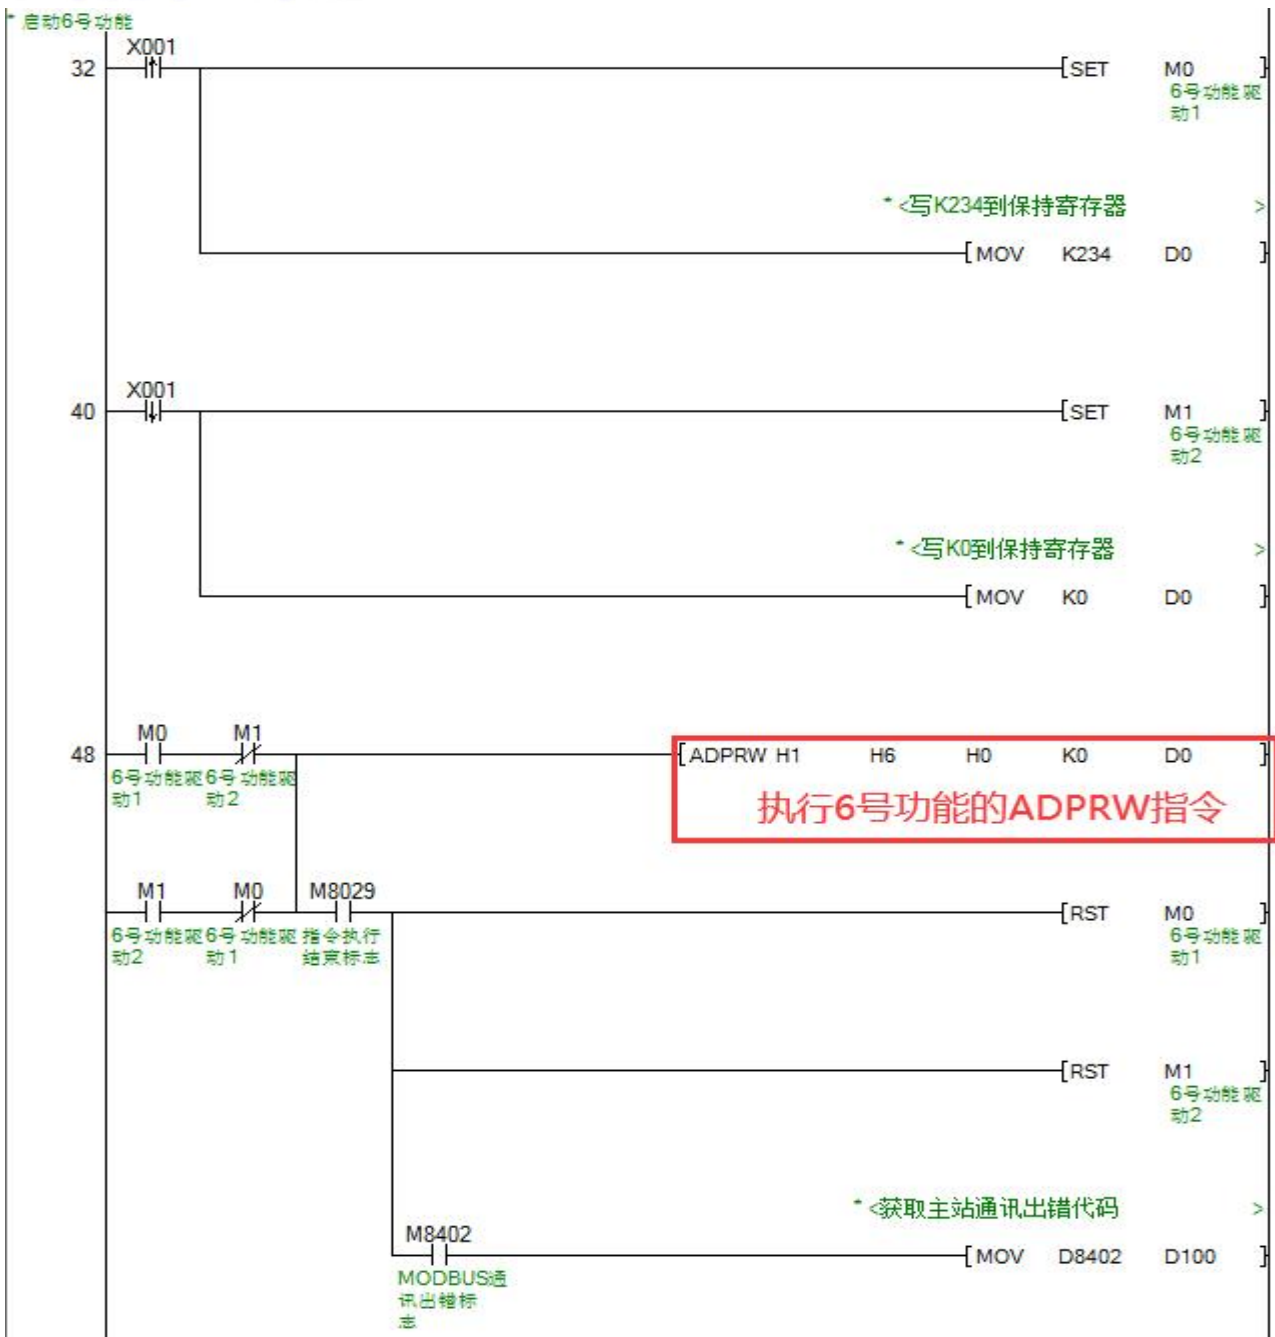 * 启动6号功能
X001
32 [SET M0 ]
6号功能驱
动1
* <写K234到保持寄存器 >
[MOV K234 D0 ]
X001
40 [SET M1 ]
6号功能驱
动2
* <写K0到保持寄存器 >
[MOV K0 D0 ]
M0 M1
48 [ADPRW H1 H6 H0 K0 D0 ]
6号功能驱 6号功能驱
动1 动2
执行6号功能的ADPRW指令
M1 M0 M8029
[RST M0 ]
6号功能驱 6号功能驱 指令执行 6号功能驱
动2 动1 结束标志 动1
[RST M1 ]
6号功能驱
动2
* <获取主站通讯出错代码 >
M8402
[MOV D8402 D100 ]
MODBUS通
讯出错标
志